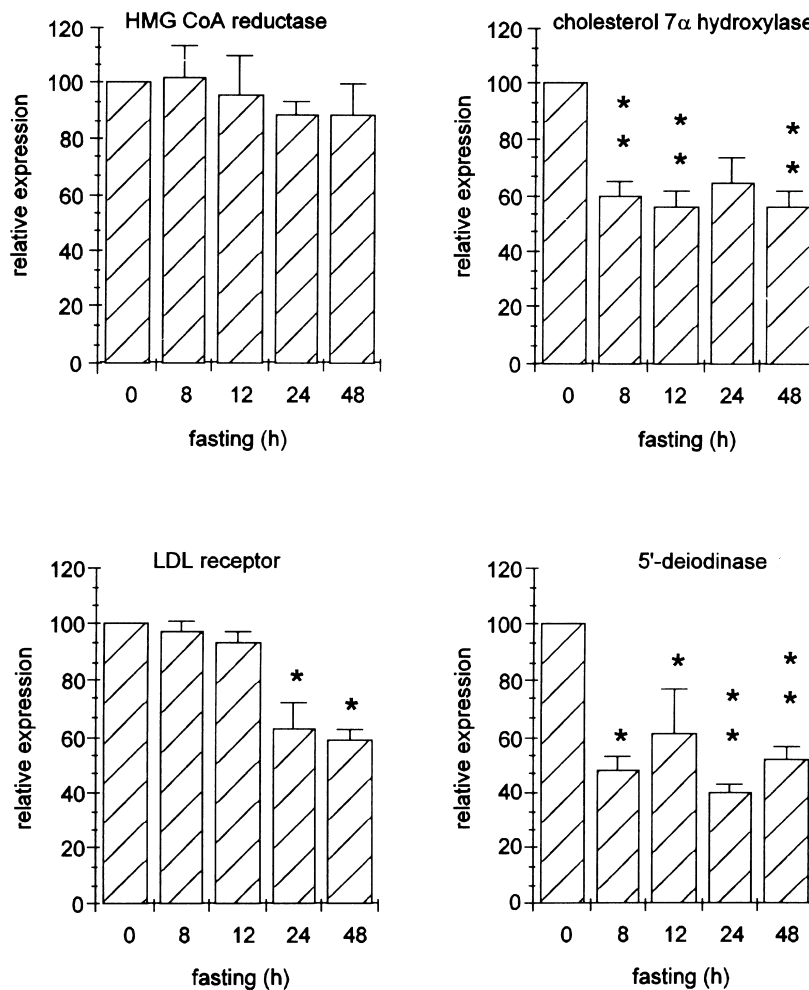 HMG CoA reductase
120
100
80
60
40
20
0
relative expression
0 8 12 24 48
fasting (h)
cholesterol 7α hydroxylase
120
100
80
60
40
20
0
relative expression
* *
* *
* *
0 8 12 24 48
fasting (h)
LDL receptor
120
100
80
60
40
20
0
relative expression
* *
0 8 12 24 48
fasting (h)
5'-deiodinase
120
100
80
60
40
20
0
relative expression
*
*
* *
* *
0 8 12 24 48
fasting (h)